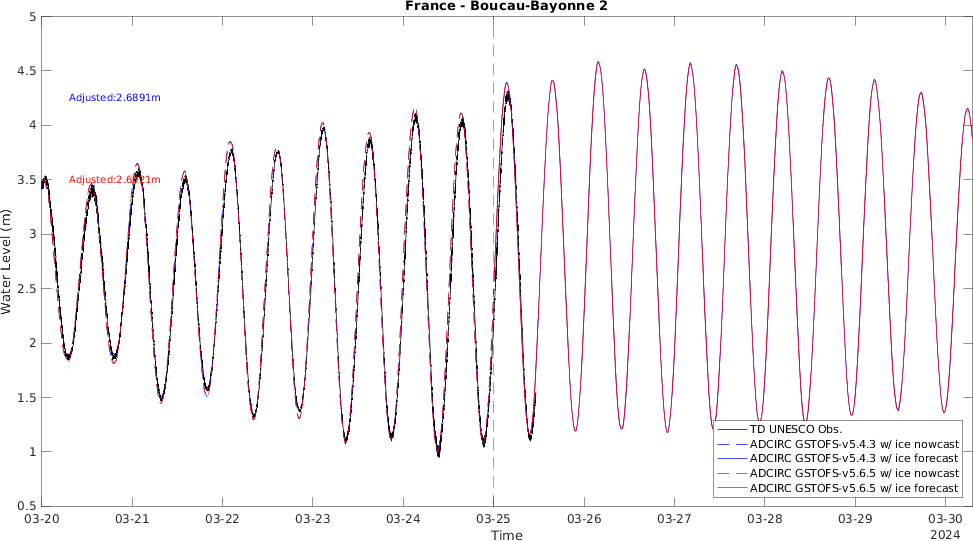 France - Boucau-Bayonne 2
5
4.5
4
3.5
3
2.5
2
1.5
1
0.5
Water Level (m)
Adjusted:2.6891m
TD UNESCO Obs.
ADCIRC GSTOFS-v5.4.3 w/ ice nowcast
ADCIRC GSTOFS-v5.4.3 w/ ice forecast
ADCIRC GSTOFS-v5.6.5 w/ ice nowcast
ADCIRC GSTOFS-v5.6.5 w/ ice forecast
03-20 03-21 03-22 03-23 03-24 03-25 03-26 03-27 03-28 03-29 03-30
Time
2024